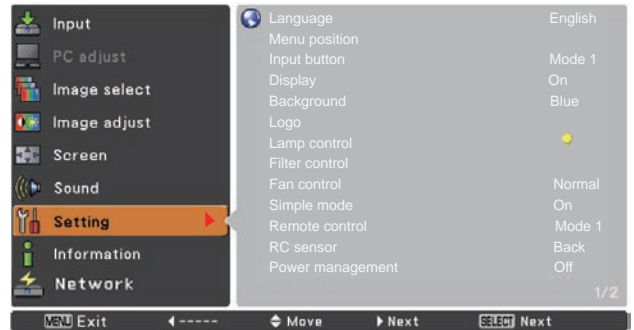 Input
PC adjust
Image select
Image adjust
Screen
Sound
Setting
Information
Network
Language English
Menu position
Input button Mode 1
Display On
Background Blue
Logo
Lamp control
Filter control
Fan control Normal
Simple mode On
Remote control Mode 1
RC sensor Back
Power management Off
1/2
MENU Exit ----- Move Next SELECT Next